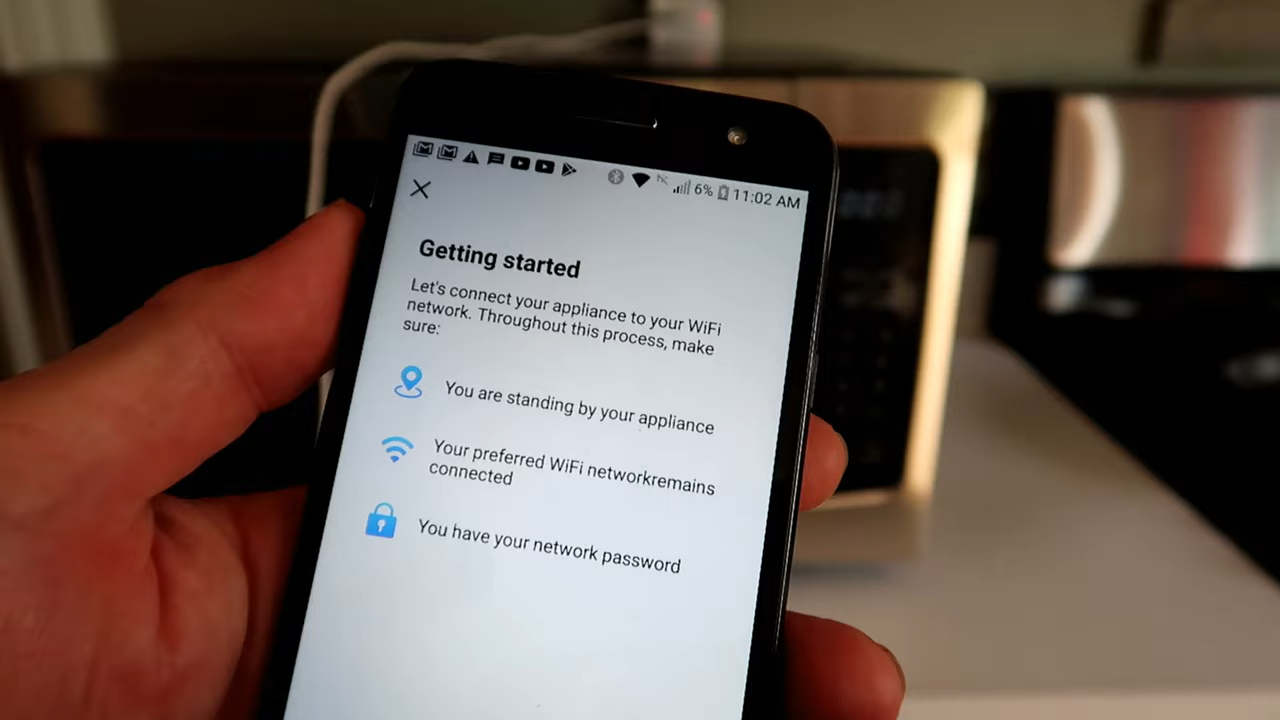 6% 11:02 AM
Getting started
Let's connect your appliance to your WiFi
network. Throughout this process, make
sure:
You are standing by your appliance
Your preferred WiFi networkremains
connected
You have your network password